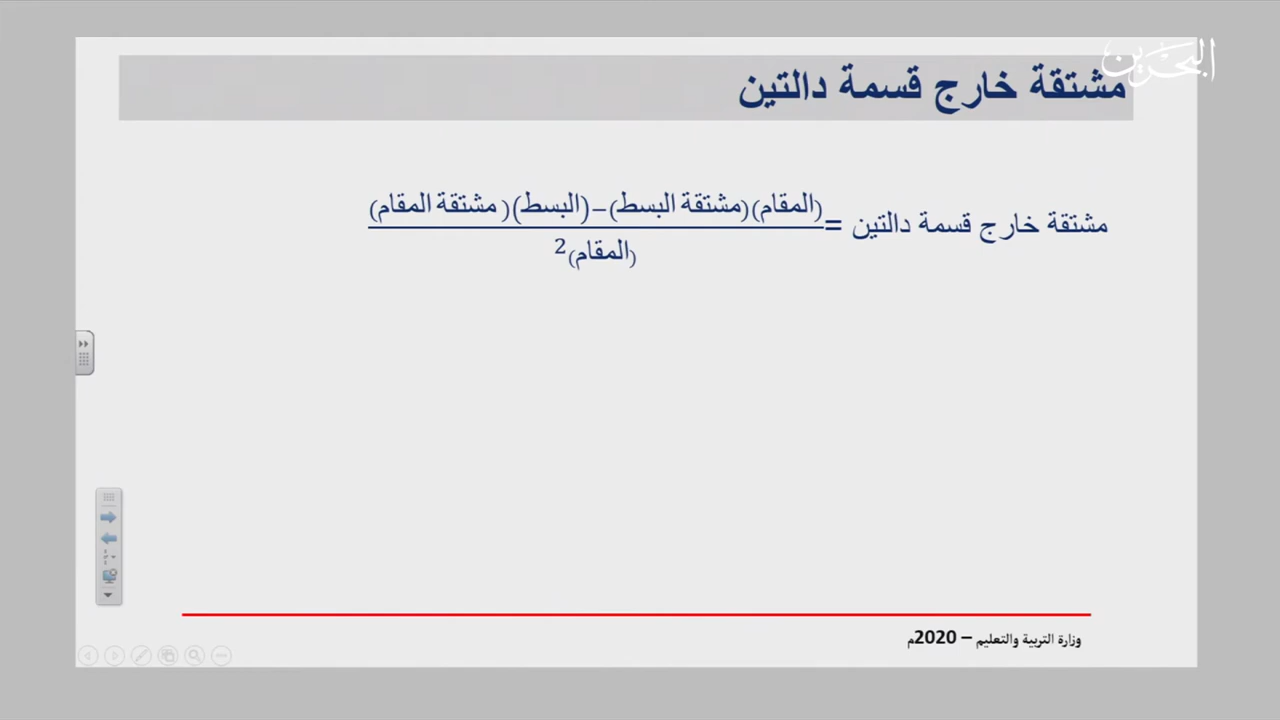 البحرين
مشتقة خارج قسمة دالتين
مشتقة خارج قسمة دالتين = (المقام)(مشتقة البسط)–(البسط)(مشتقة المقام)
(المقام)2
وزارة التربية والتعليم – 2020م